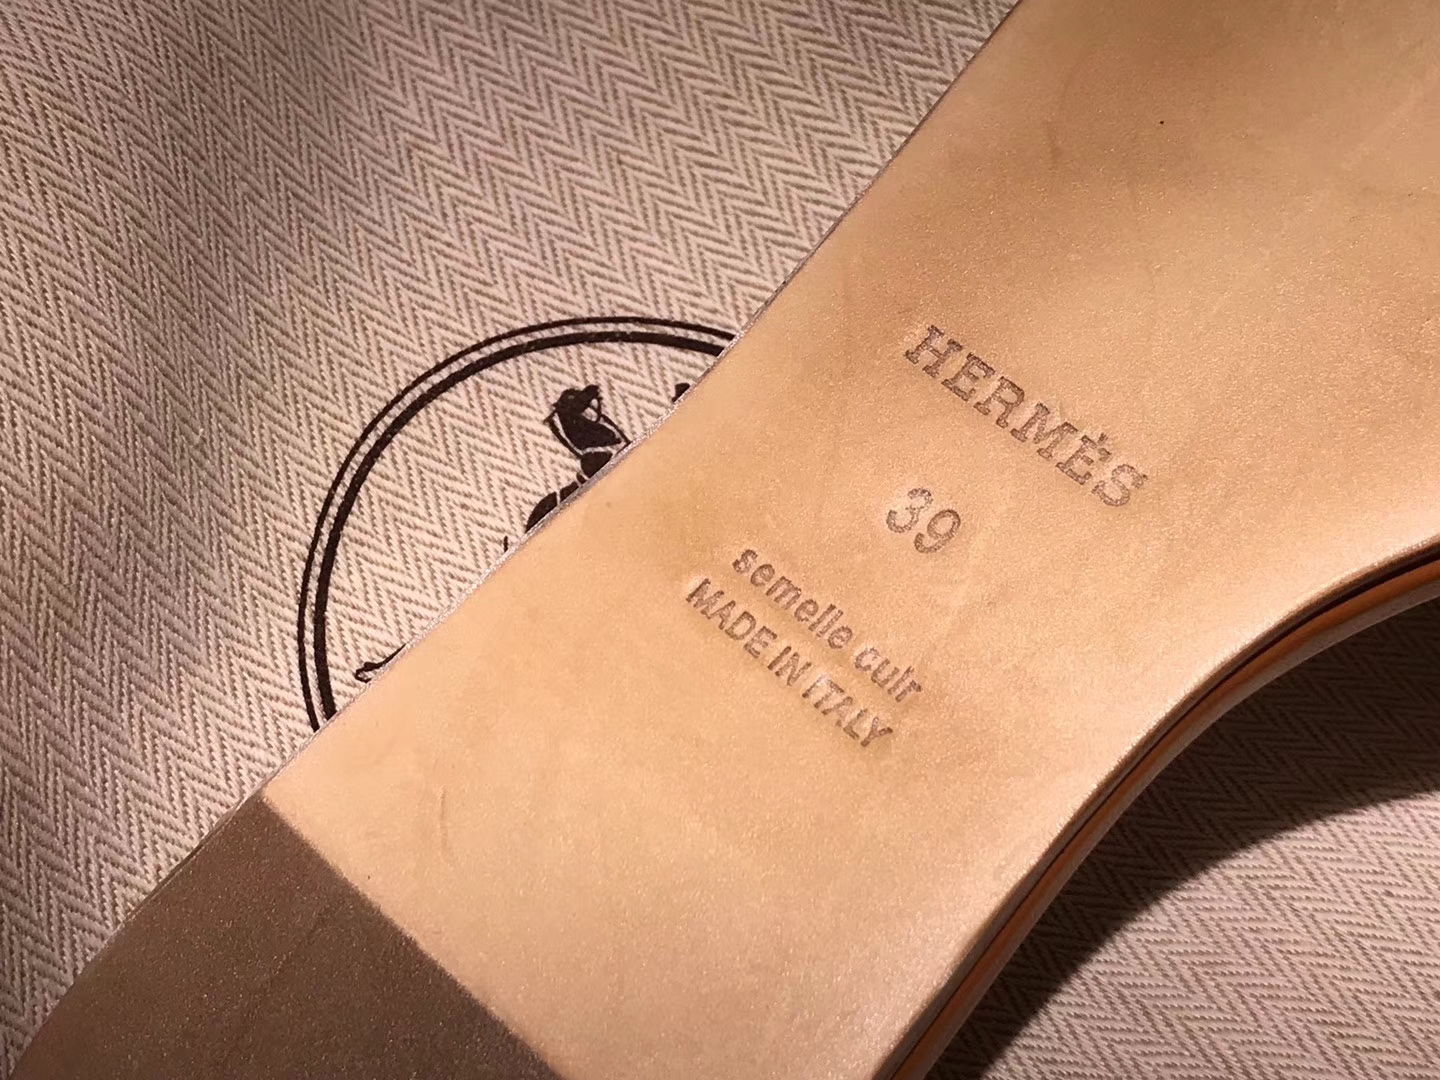 HERMÈS
39
semelle cuir
MADE IN ITALY